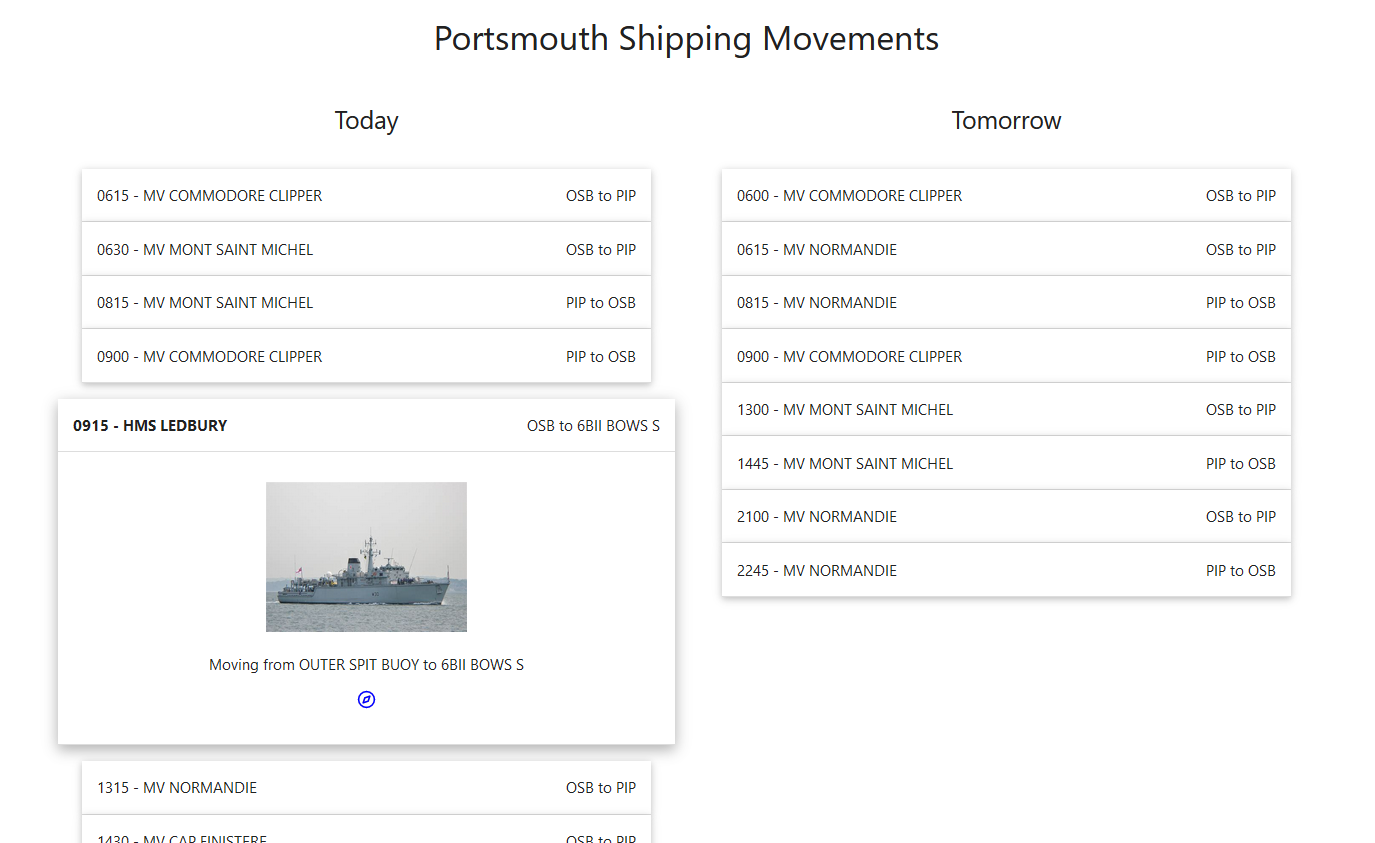 Portsmouth Shipping Movements
Today
0615 - MV COMMODORE CLIPPER OSB to PIP
0630 - MV MONT SAINT MICHEL OSB to PIP
0815 - MV MONT SAINT MICHEL PIP to OSB
0900 - MV COMMODORE CLIPPER PIP to OSB
0915 - HMS LEDBURY OSB to 6BII BOWS S
Moving from OUTER SPIT BUOY to 6BII BOWS S
1315 - MV NORMANDIE OSB to PIP
1430 - MV CAP FINISTERE OSB to PIP
Tomorrow
0600 - MV COMMODORE CLIPPER OSB to PIP
0615 - MV NORMANDIE OSB to PIP
0815 - MV NORMANDIE PIP to OSB
0900 - MV COMMODORE CLIPPER PIP to OSB
1300 - MV MONT SAINT MICHEL OSB to PIP
1445 - MV MONT SAINT MICHEL PIP to OSB
2100 - MV NORMANDIE OSB to PIP
2245 - MV NORMANDIE PIP to OSB